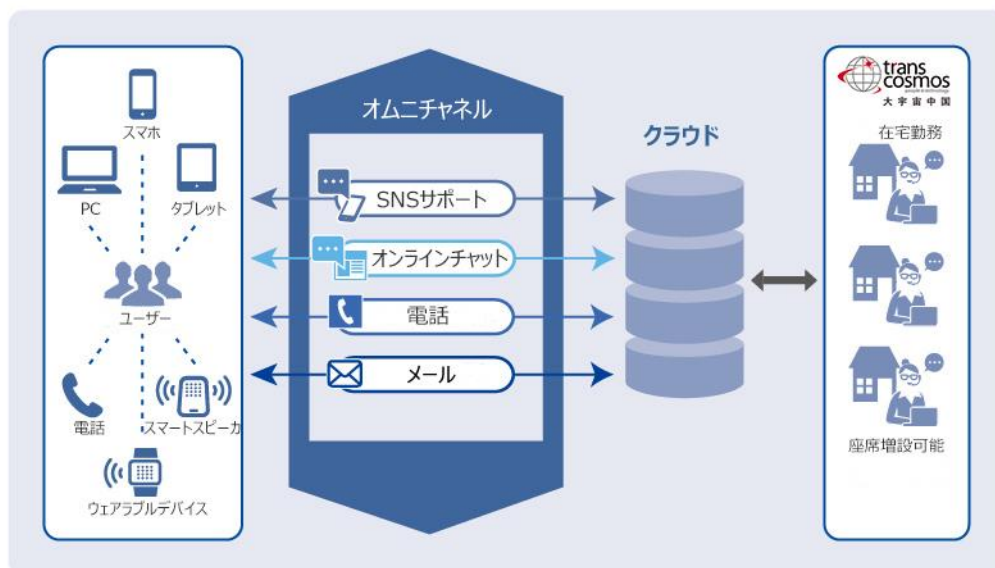 スマホ
PC
タブレット
ユーザー
電話
スマートスピーカ
ウェアラブルデバイス
オムニチャネル
SNSサポート
オンラインチャット
電話
メール
クラウド
trans
cosmos
people & technology
大宇宙中国
在宅勤務
座席増設可能